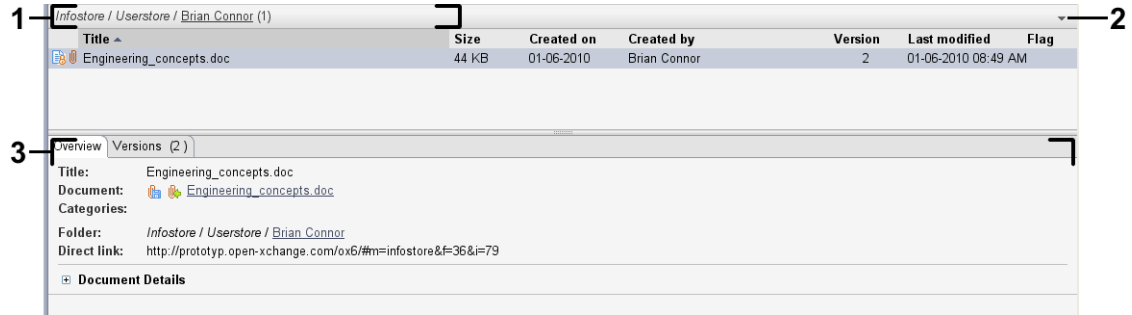 1 Infostore / Userstore / Brian Connor (1) 2
Title Size Created on Created by Version Last modified Flag
Engineering_concepts.doc 44 KB 01-06-2010 Brian Connor 2 01-06-2010 08:49 AM
3 Overview Versions (2 )
Title: Engineering_concepts.doc
Document: Engineering_concepts.doc
Categories:
Folder: Infostore / Userstore / Brian Connor
Direct link: http://prototyp.open-xchange.com/ox6/#m=infostore&f=36&i=79
Document Details